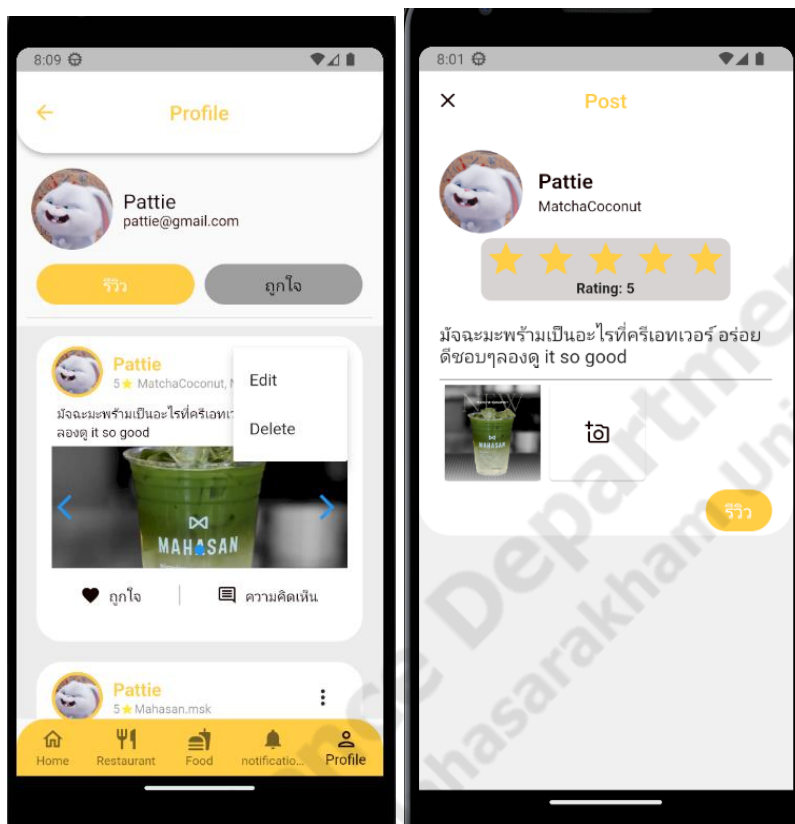 8:09
Profile
Pattie
pattie@gmail.com
รีวิว
ถูกใจ
Pattie
5 MatchaCoconut,
มัจฉะมะพร้ามเป็นอะไรที่ครีเอทเว
ลองดู it so good
Edit
Delete
MAHASAN
ถูกใจ
ความคิดเห็น
Pattie
5 Mahasan.msk
Home
Restaurant
Food
notificatio...
Profile
8:01
Post
Pattie
MatchaCoconut
Rating: 5
มัจฉะมะพร้ามเป็นอะไรที่ครีเอทเวอร์ อร่อย
ดีชอบๆลองดู it so good
MAHASAN
รีวิว